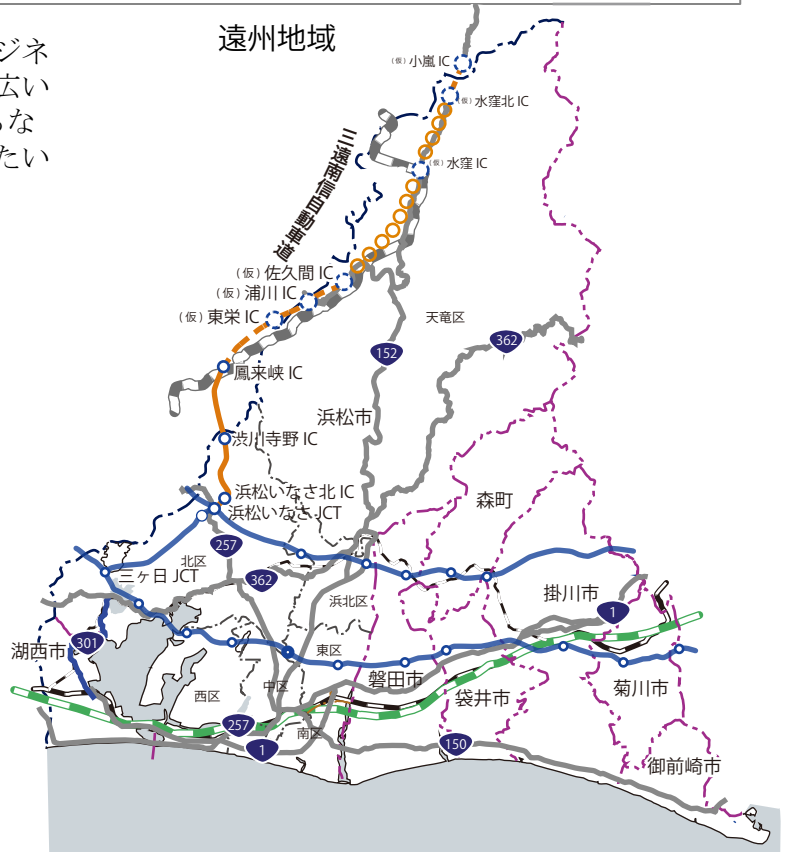 遠州地域
ジネ
広い
らな
たい
(仮) 小嵐 IC
(仮) 水窪北 IC
(仮) 水窪 IC
三遠南信自動車道
(仮) 佐久間 IC
(仮) 浦川 IC
(仮) 東栄 IC
天竜区
362
152
鳳来峡 IC
浜松市
渋川寺野 IC
浜松いなさ北 IC
浜松いなさ JCT
森町
257
北区
三ヶ日 JCT
362
掛川市
浜北区
1
301
湖西市
東区
磐田市
中区
西区
袋井市
菊川市
257
南区
1
150
御前崎市